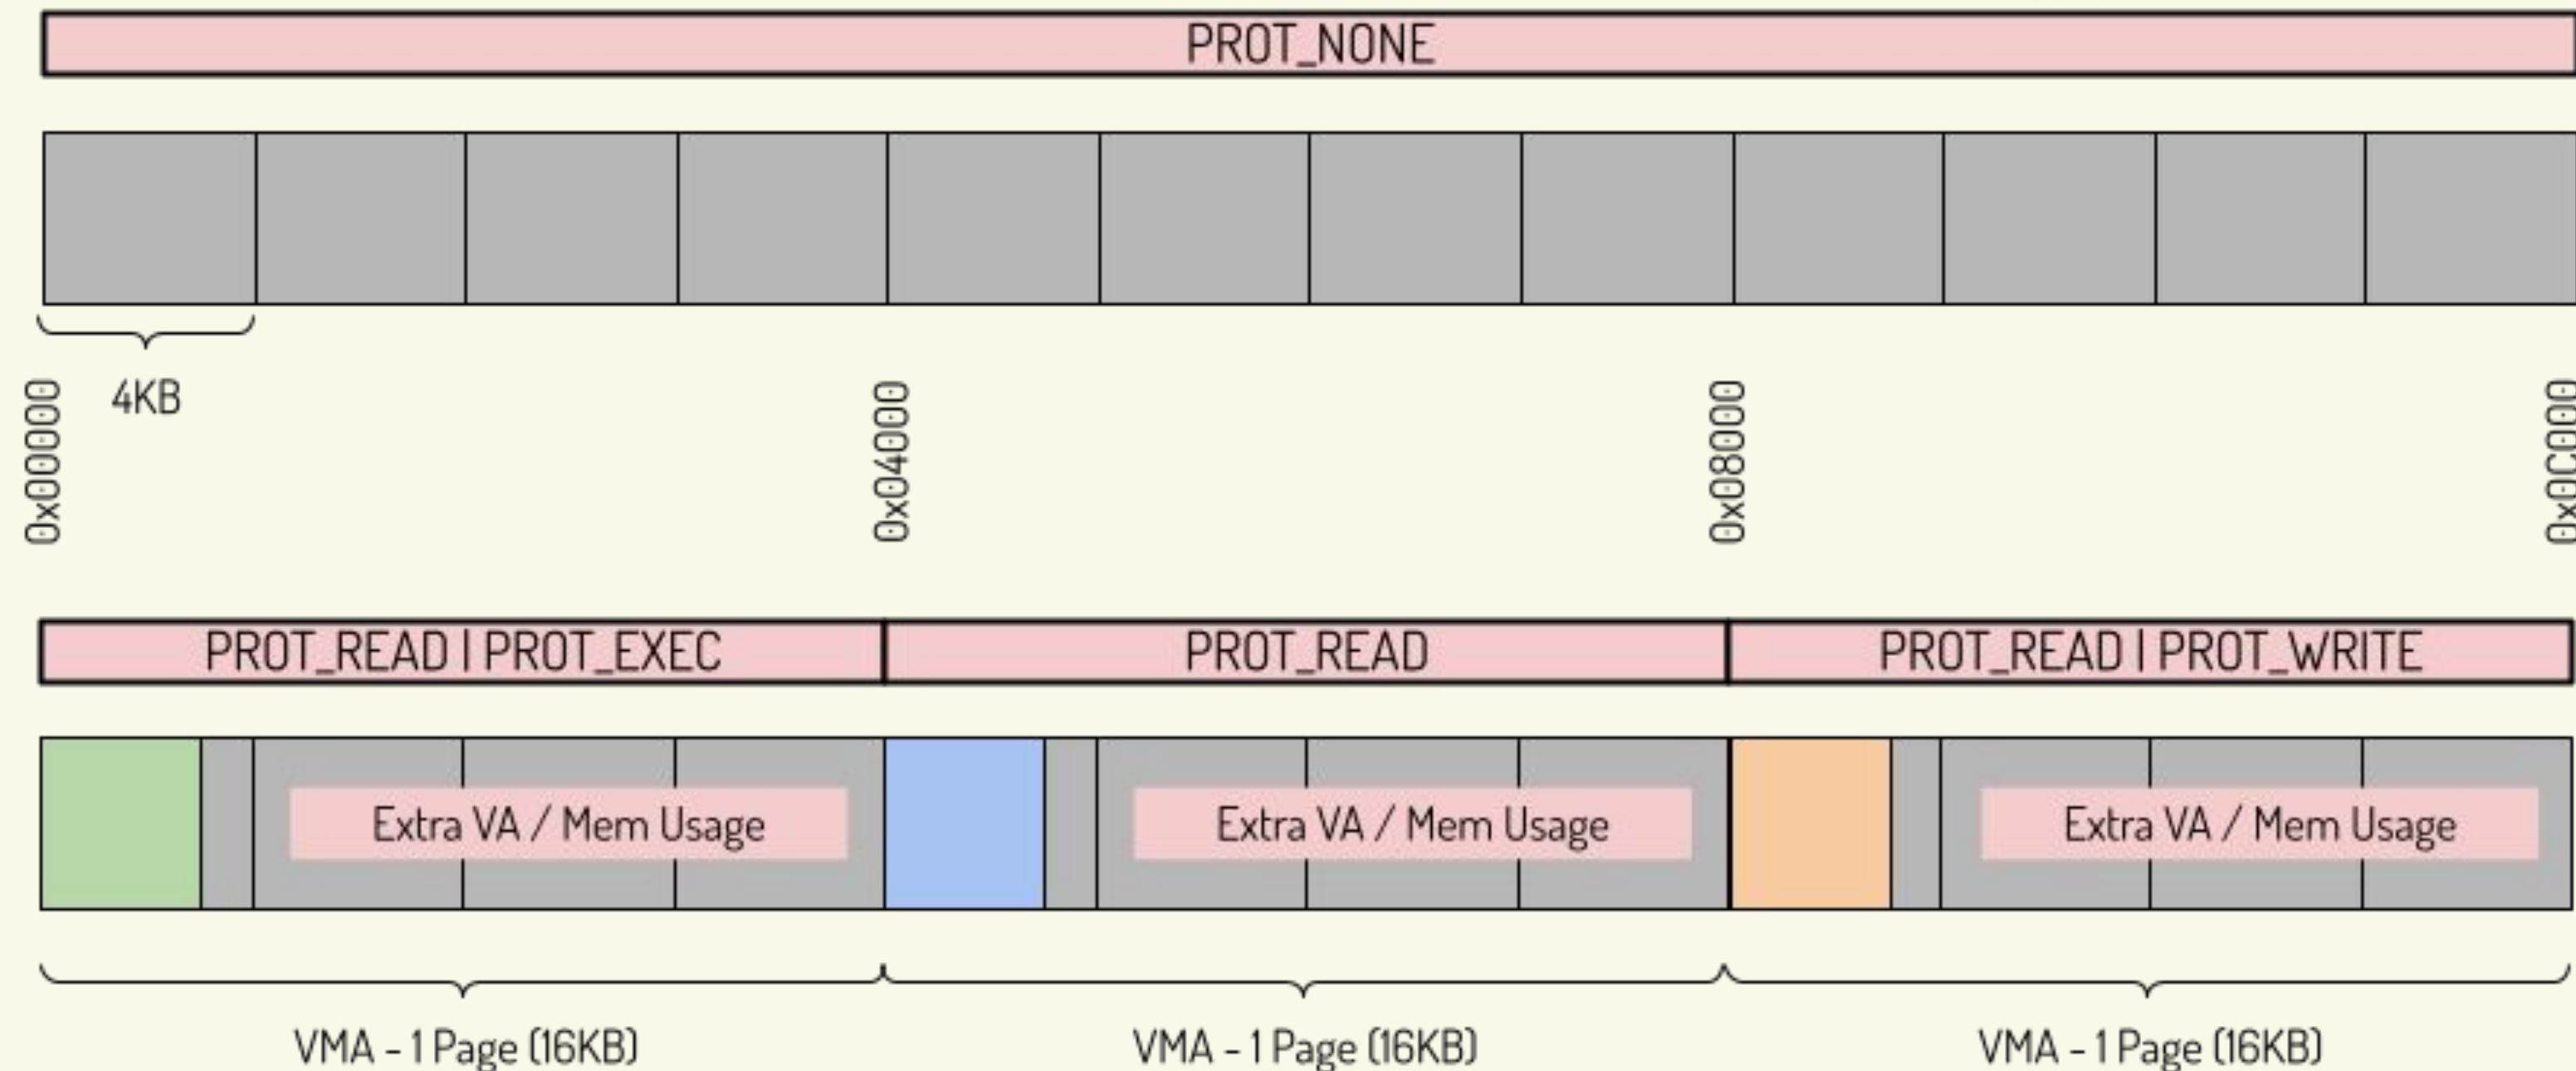 PROT_NONE
4KB
0x00000
0x04000
0x08000
0x0C000
PROT_READ | PROT_EXEC
PROT_READ
PROT_READ | PROT_WRITE
Extra VA / Mem Usage
Extra VA / Mem Usage
Extra VA / Mem Usage
VMA - 1 Page (16KB)
VMA - 1 Page (16KB)
VMA - 1 Page (16KB)